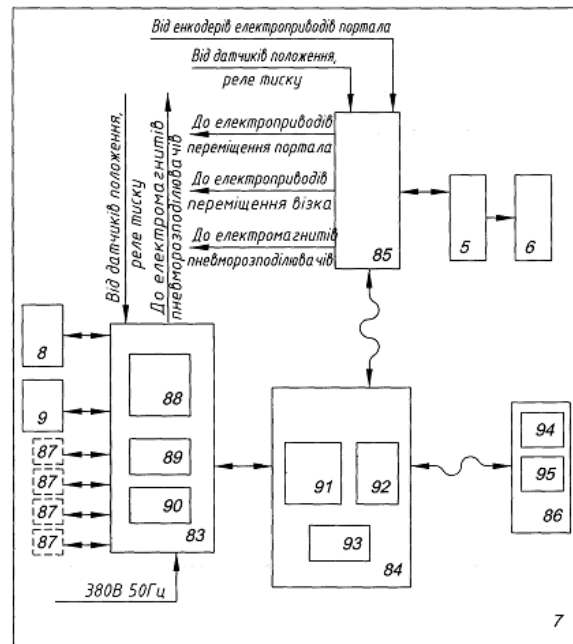 Від енкодерів електроприводів портала
Від датчиків положення,
реле тиску
До електроприводів
переміщення портала
До електроприводів
переміщення візка
До електромагнітів
пневморозподілювачів
85
5
6
Від датчиків положення,
реле тиску
До електромагнітів
пневморозподілювачів
8
9
87
87
87
87
88
89
90
83
91
92
93
84
94
95
86
380В 50Гц
7